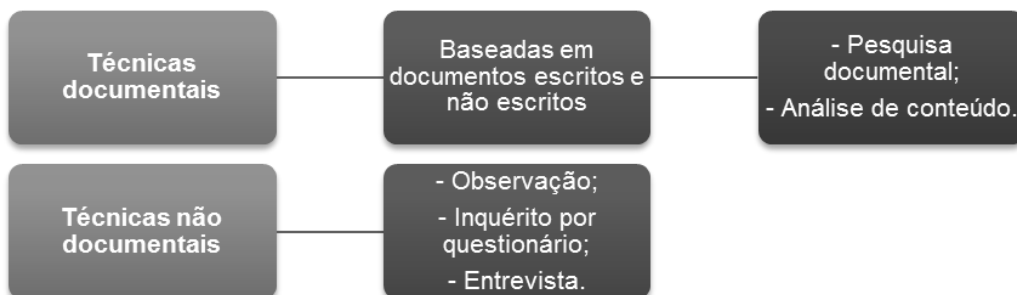 Técnicas
documentais
Baseadas em
documentos escritos e
não escritos
- Pesquisa
documental;
- Análise de conteúdo.
Técnicas não
documentais
- Observação;
- Inquérito por
questionário;
- Entrevista.